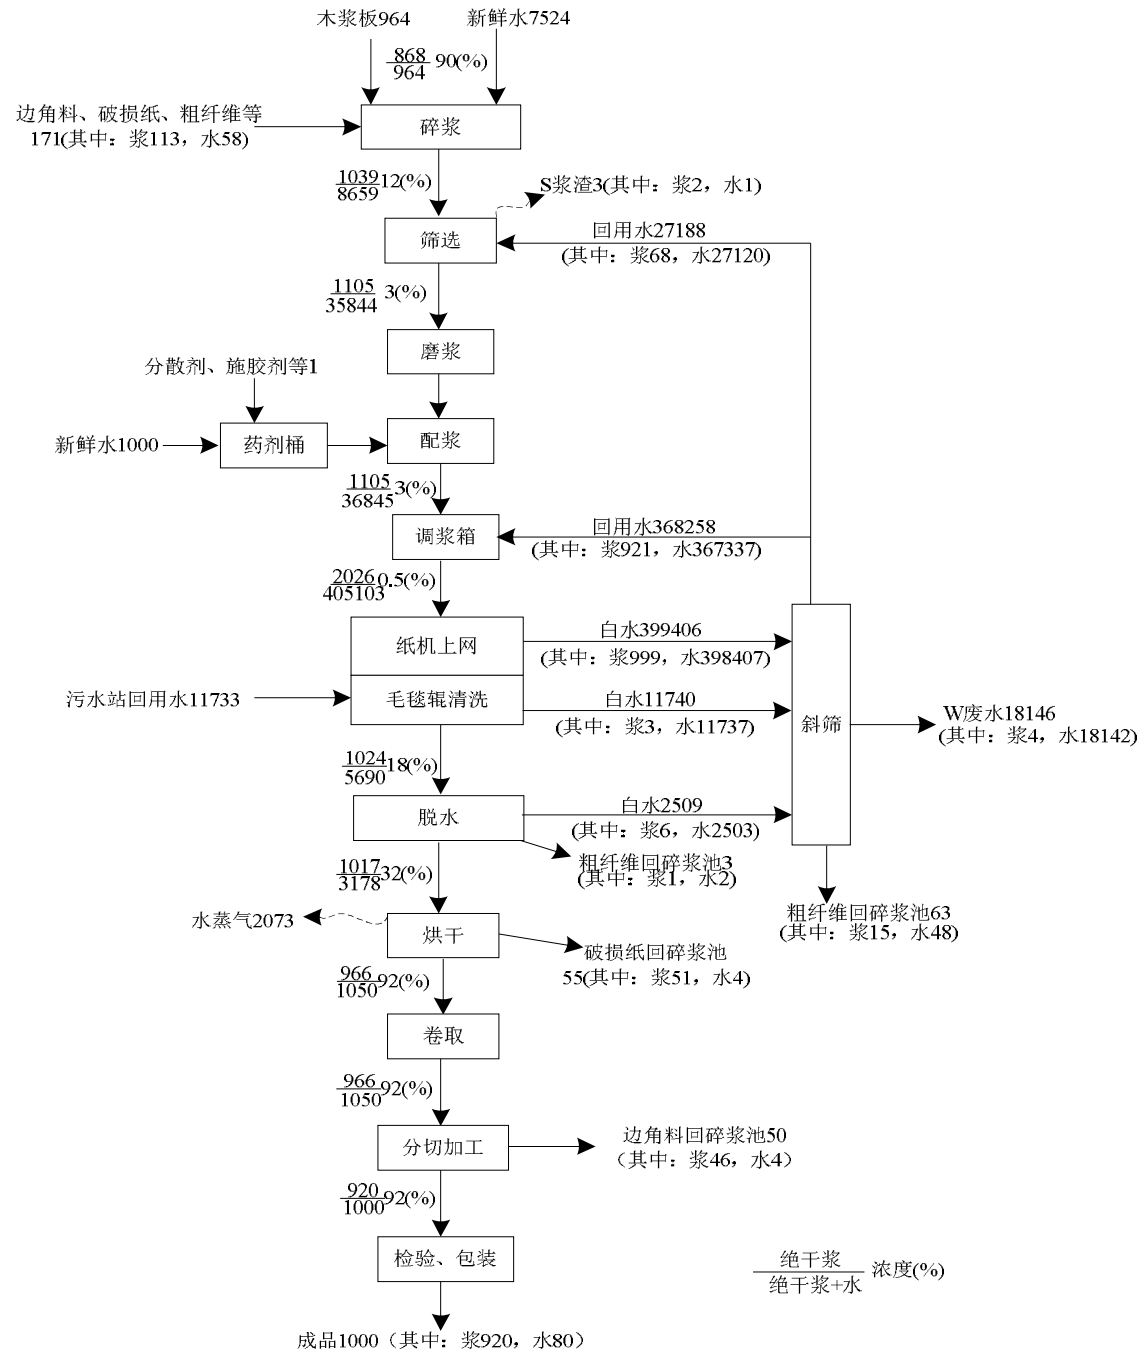 木浆板964
新鲜水7524
868
964
90(%)
边角料、破损纸、粗纤维等
171(其中：浆113，水58)
碎浆
1039
8659
12(%)
S浆渣3(其中：浆2，水1)
筛选
回用水27188
(其中：浆68，水27120)
1105
35844
3(%)
磨浆
分散剂、施胶剂等1
新鲜水1000
药剂桶
配浆
1105
36845
3(%)
调浆箱
回用水368258
(其中：浆921，水367337)
2026
405103
0.5(%)
纸机上网
白水399406
(其中：浆999，水398407)
污水站回用水11733
毛毯辊清洗
白水11740
(其中：浆3，水11737)
斜筛
W废水18146
(其中：浆4，水18142)
1024
5690
18(%)
脱水
白水2509
(其中：浆6，水2503)
粗纤维回碎浆池3
(其中：浆1，水2)
1017
3178
32(%)
粗纤维回碎浆池63
(其中：浆15，水48)
水蒸气2073
烘干
破损纸回碎浆池
55(其中：浆51，水4)
966
1050
92(%)
卷取
966
1050
92(%)
分切加工
边角料回碎浆池50
（其中：浆46，水4）
920
1000
92(%)
检验、包装
绝干浆
绝干浆+水
浓度(%)
成品1000（其中：浆920，水80）